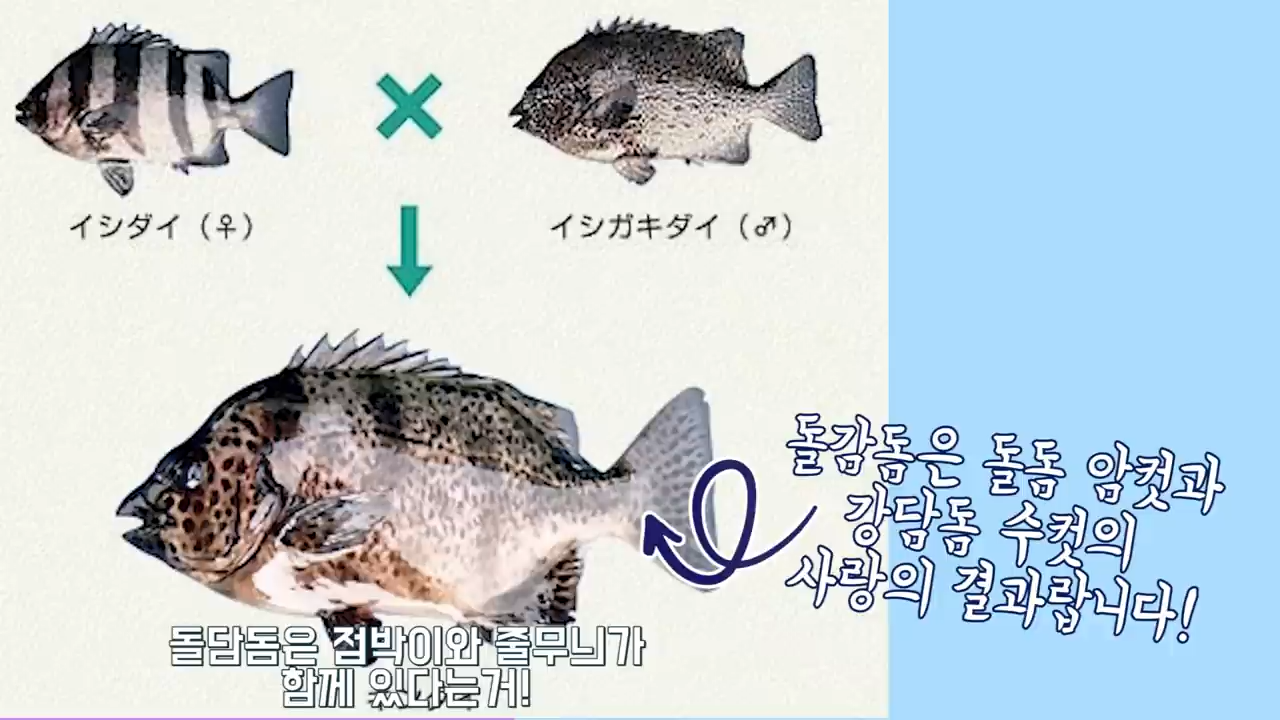 イシダイ（♀）
イシガキダイ（♂）
돌감돔은 돌돔 암컷과
강담돔 수컷의
사랑의 결과랍니다!
돌담돔은 점박이와 줄무늬가
함께 있다는거!